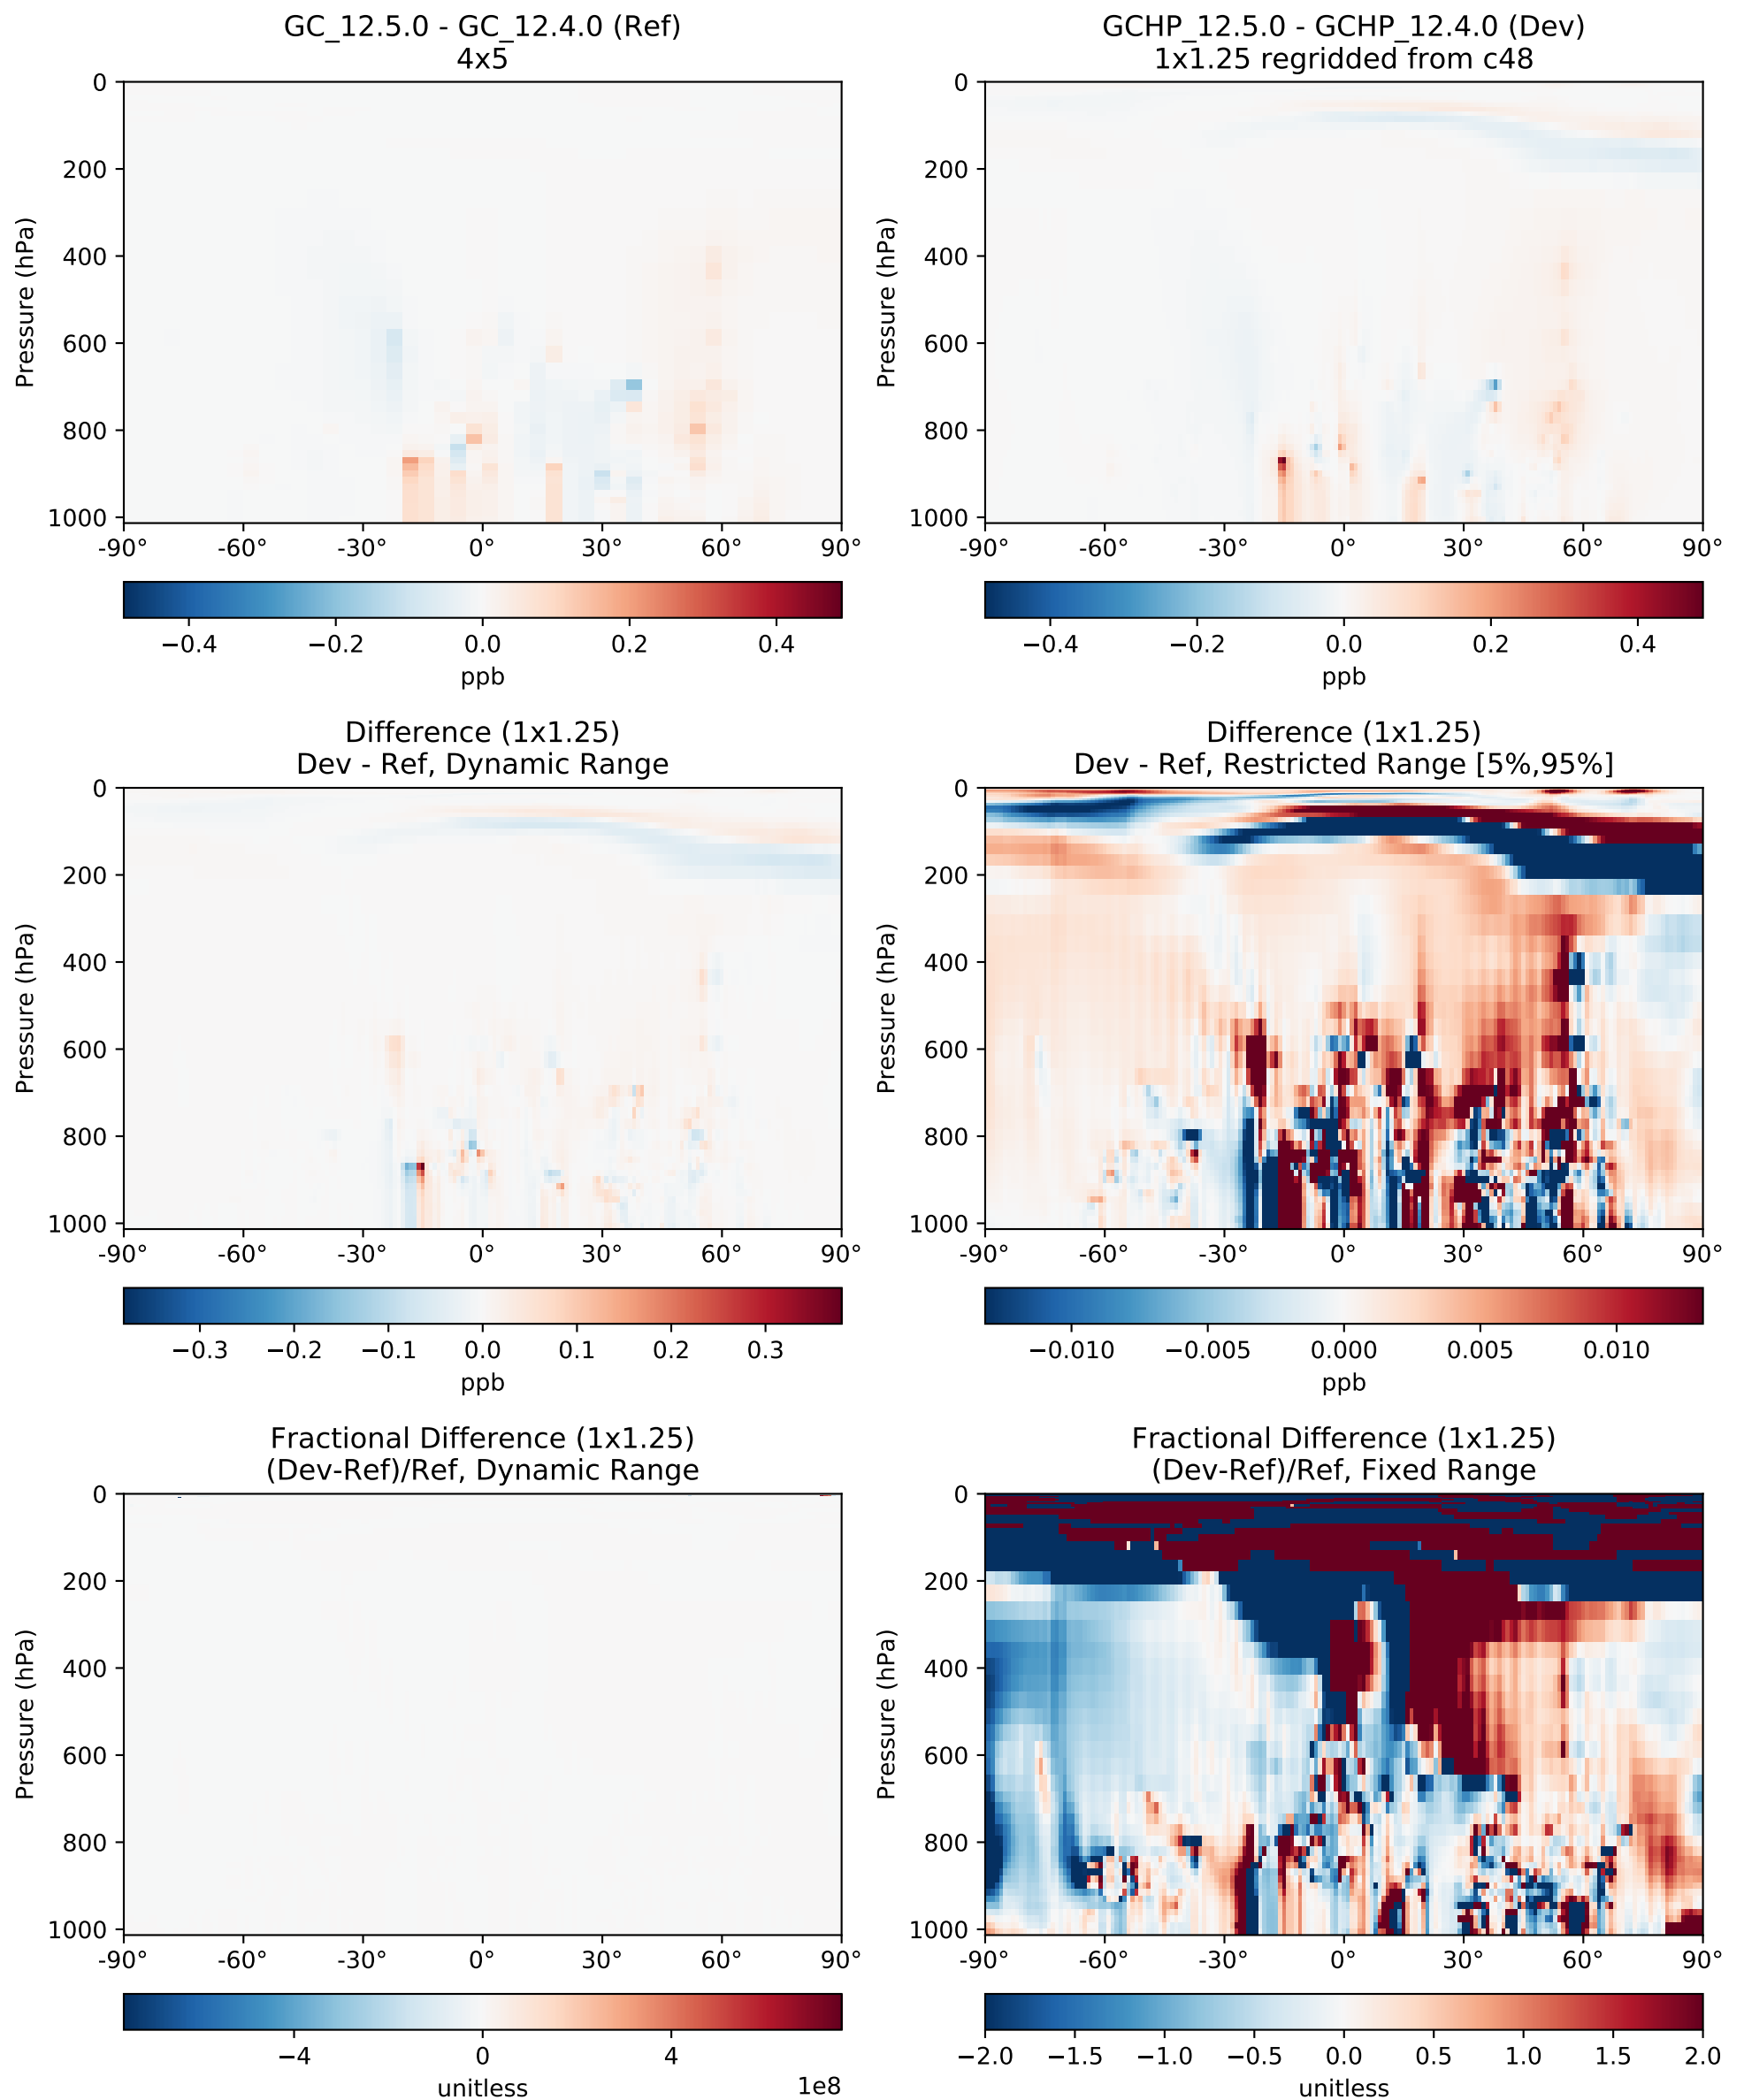 GC_12.5.0 - GC_12.4.0 (Ref)
4x5
0
200
400
600
800
1000
Pressure (hPa)
-90° -60° -30° 0° 30° 60° 90°
−0.4 −0.2 0.0 0.2 0.4
ppb
GCHP_12.5.0 - GCHP_12.4.0 (Dev)
1x1.25 regridded from c48
0
200
400
600
800
1000
Pressure (hPa)
-90° -60° -30° 0° 30° 60° 90°
−0.4 −0.2 0.0 0.2 0.4
ppb
Difference (1x1.25)
Dev - Ref, Dynamic Range
0
200
400
600
800
1000
Pressure (hPa)
-90° -60° -30° 0° 30° 60° 90°
−0.3 −0.2 −0.1 0.0 0.1 0.2 0.3
ppb
Difference (1x1.25)
Dev - Ref, Restricted Range [5%,95%]
0
200
400
600
800
1000
Pressure (hPa)
-90° -60° -30° 0° 30° 60° 90°
−0.010 −0.005 0.000 0.005 0.010
ppb
Fractional Difference (1x1.25)
(Dev-Ref)/Ref, Dynamic Range
0
200
400
600
800
1000
Pressure (hPa)
-90° -60° -30° 0° 30° 60° 90°
−4 0 4
unitless 1e8
Fractional Difference (1x1.25)
(Dev-Ref)/Ref, Fixed Range
0
200
400
600
800
1000
Pressure (hPa)
-90° -60° -30° 0° 30° 60° 90°
−2.0 −1.5 −1.0 −0.5 0.0 0.5 1.0 1.5 2.0
unitless